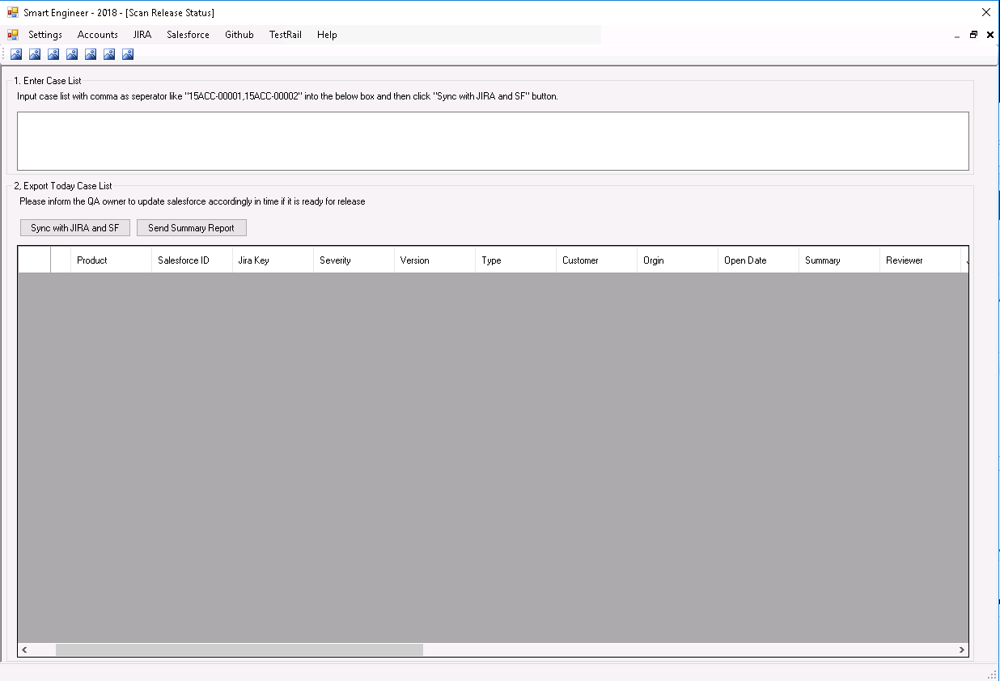 Smart Engineer - 2018 - [Scan Release Status]
Settings Accounts JIRA Salesforce Github TestRail Help
1. Enter Case List
Input case list with comma as seperator like "15ACC-00001,15ACC-00002" into the below box and then click "Sync with JIRA and SF" button.
2, Export Today Case List
Please inform the QA owner to update salesforce accordingly in time if it is ready for release
Sync with JIRA and SF Send Summary Report
Product Salesforce ID Jira Key Severity Version Type Customer Orgin Open Date Summary Reviewer